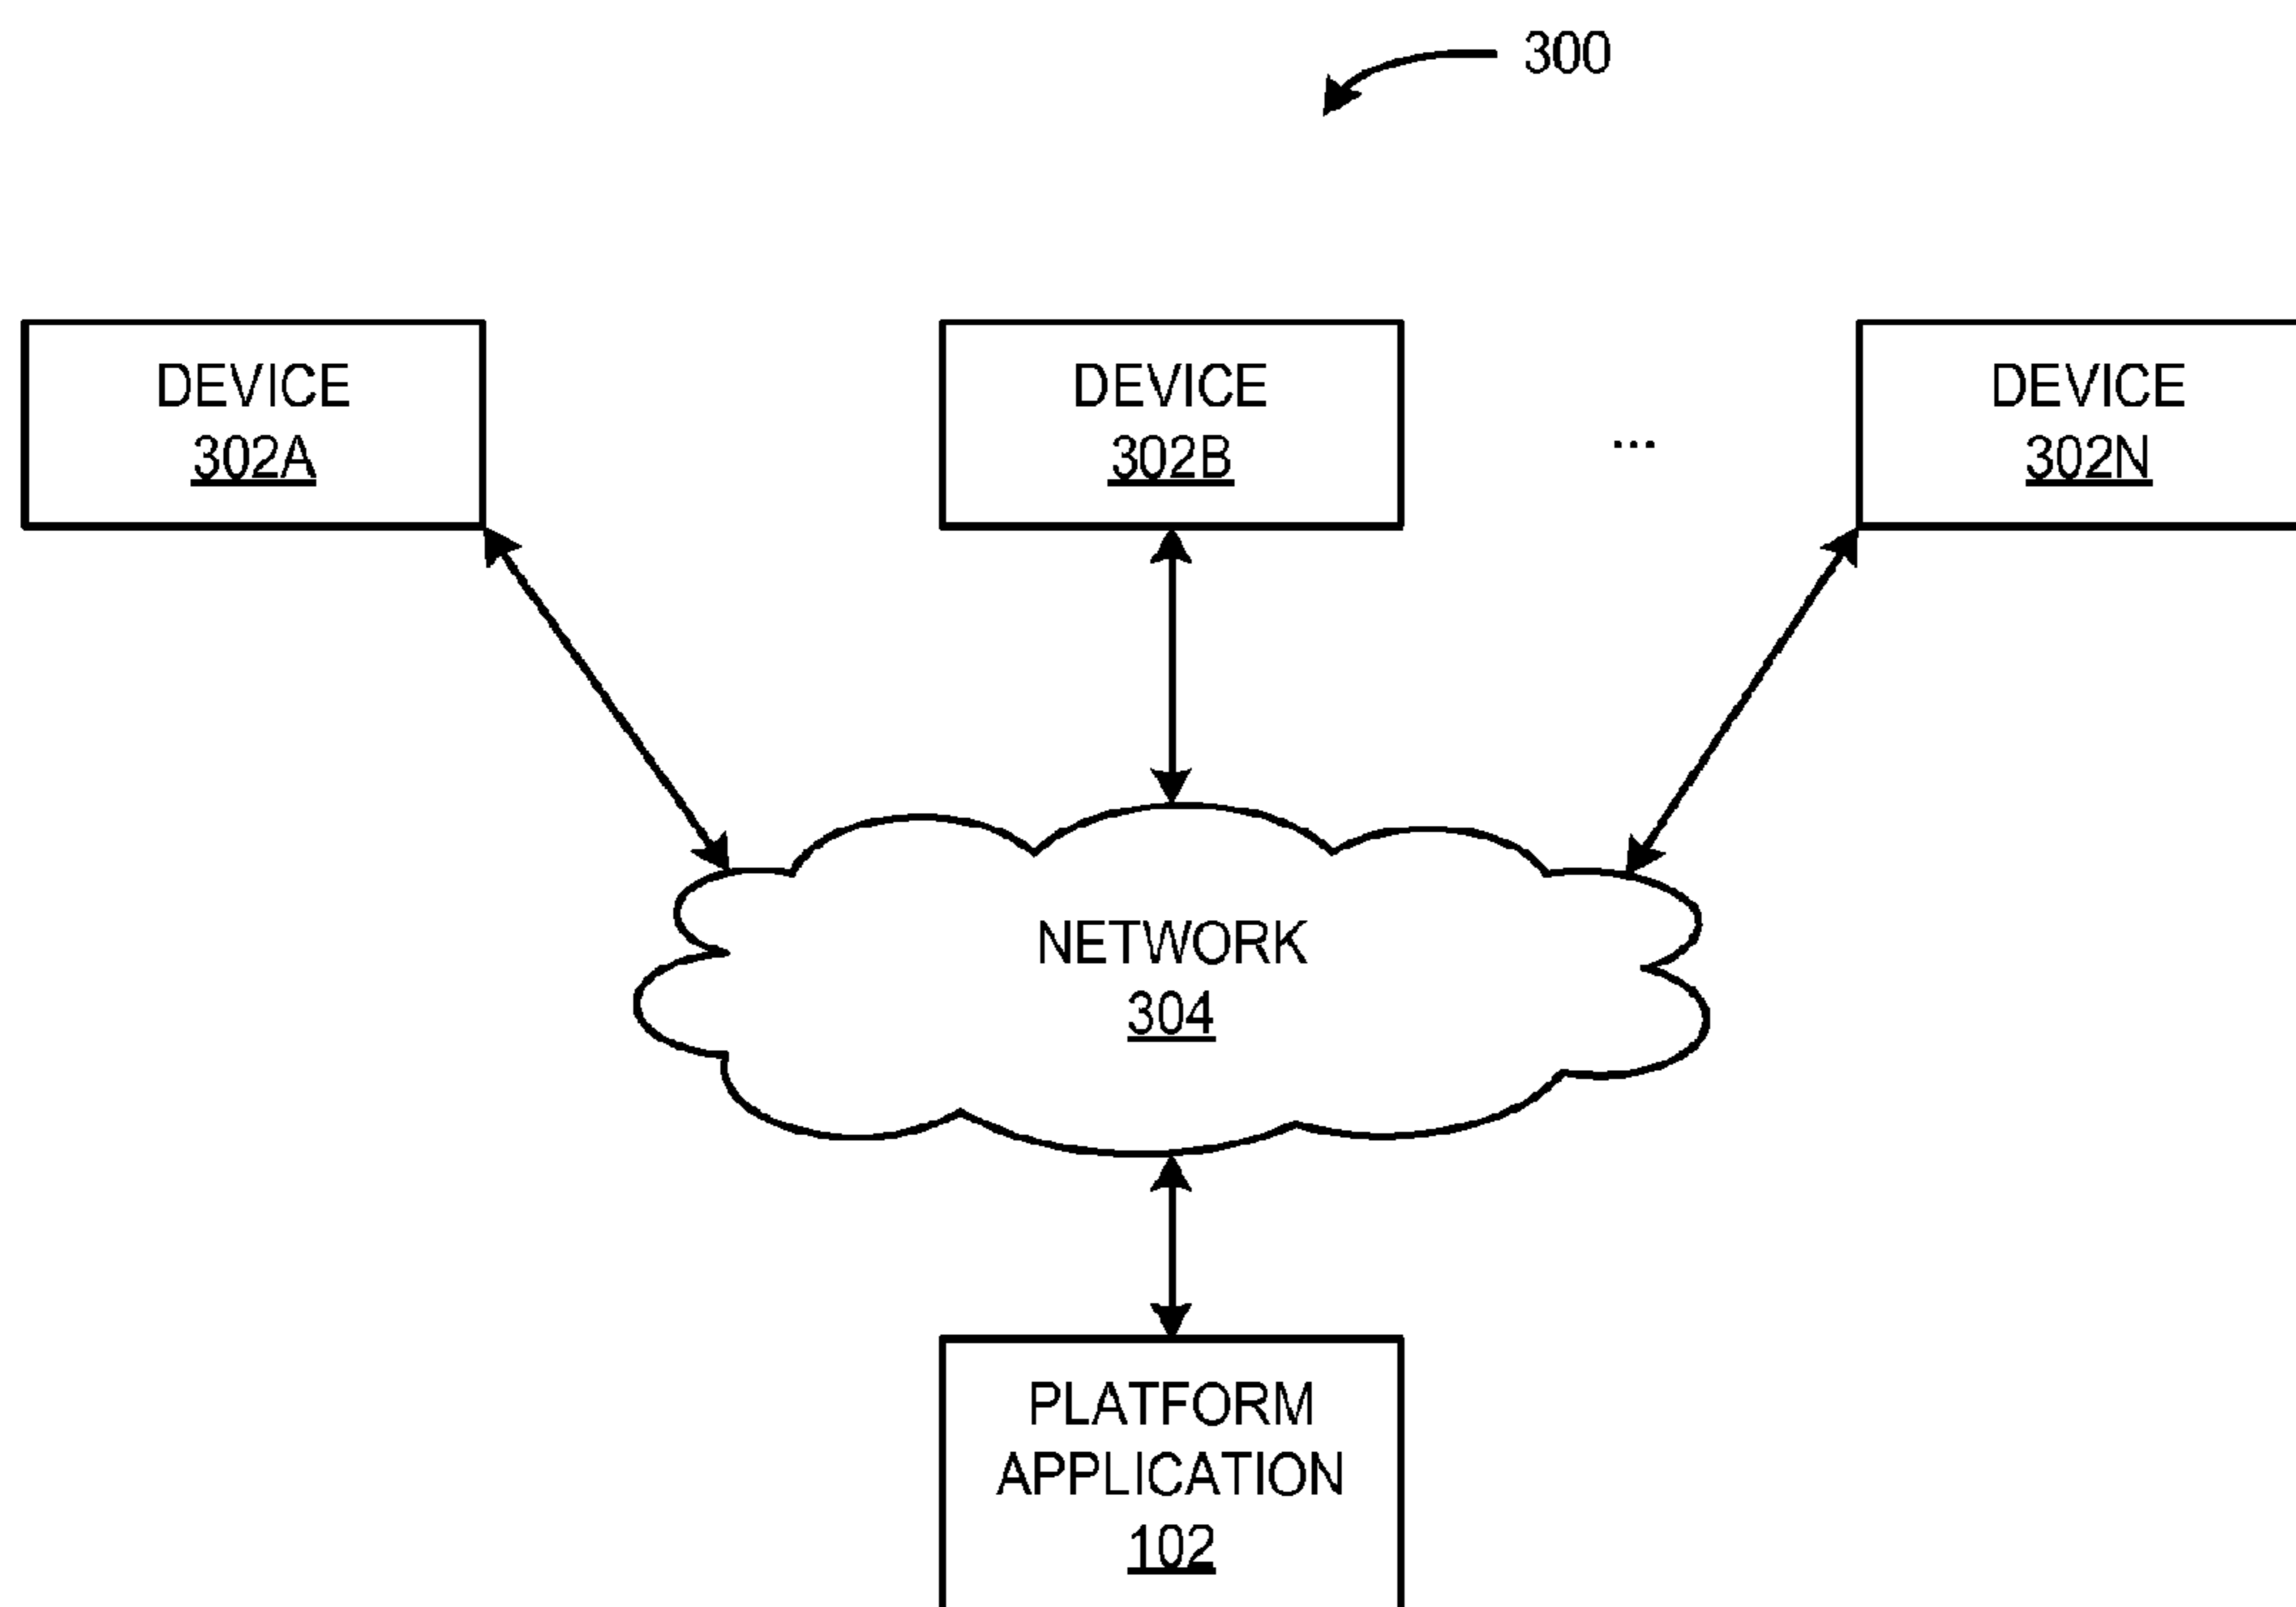 300
DEVICE
302A
DEVICE
302B
...
DEVICE
302N
NETWORK
304
PLATFORM
APPLICATION
102